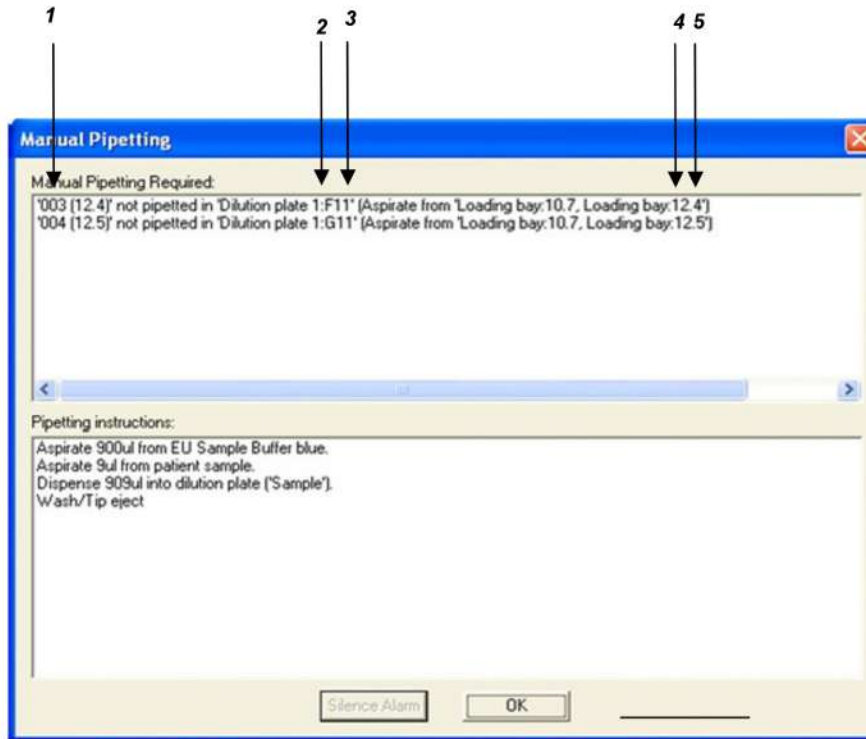 1 2 3 4 5
Manual Pipetting
Manual Pipetting Required:
'003 (12.4)' not pipetted in 'Dilution plate 1:F11' (Aspirate from 'Loading bay:10.7, Loading bay:12.4')
'004 (12.5)' not pipetted in 'Dilution plate 1:G11' (Aspirate from 'Loading bay:10.7, Loading bay:12.5')
Pipetting instructions:
Aspirate 900ul from EU Sample Buffer blue.
Aspirate 9ul from patient sample.
Dispense 909ul into dilution plate ('Sample').
Wash/Tip eject
Silence Alarm OK